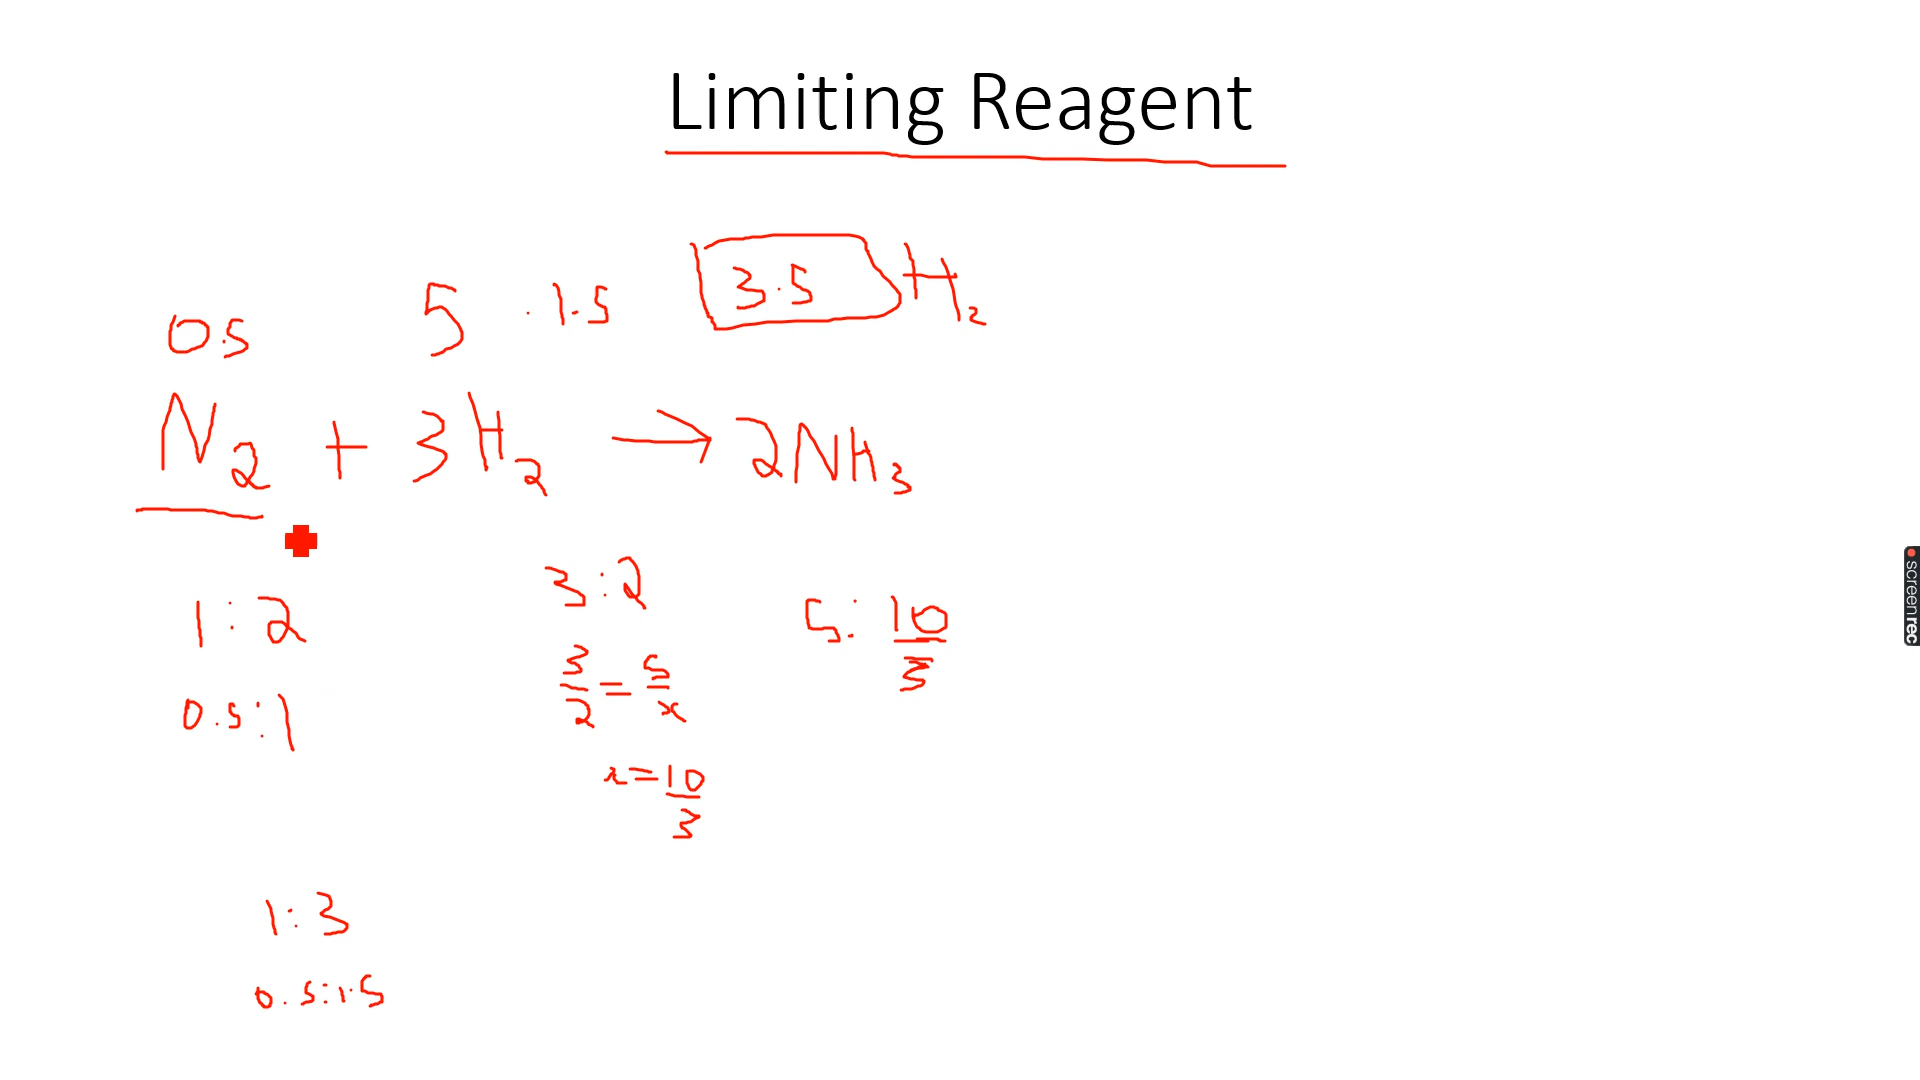 Limiting Reagent
0.5 5 .1.5 3.5 H2
N2 + 3H2 → 2NH3
1:2 3:2 5:10/3
0.5:1 3/2=5/x
x=10/3
1:3
0.5:1.5
screenrec